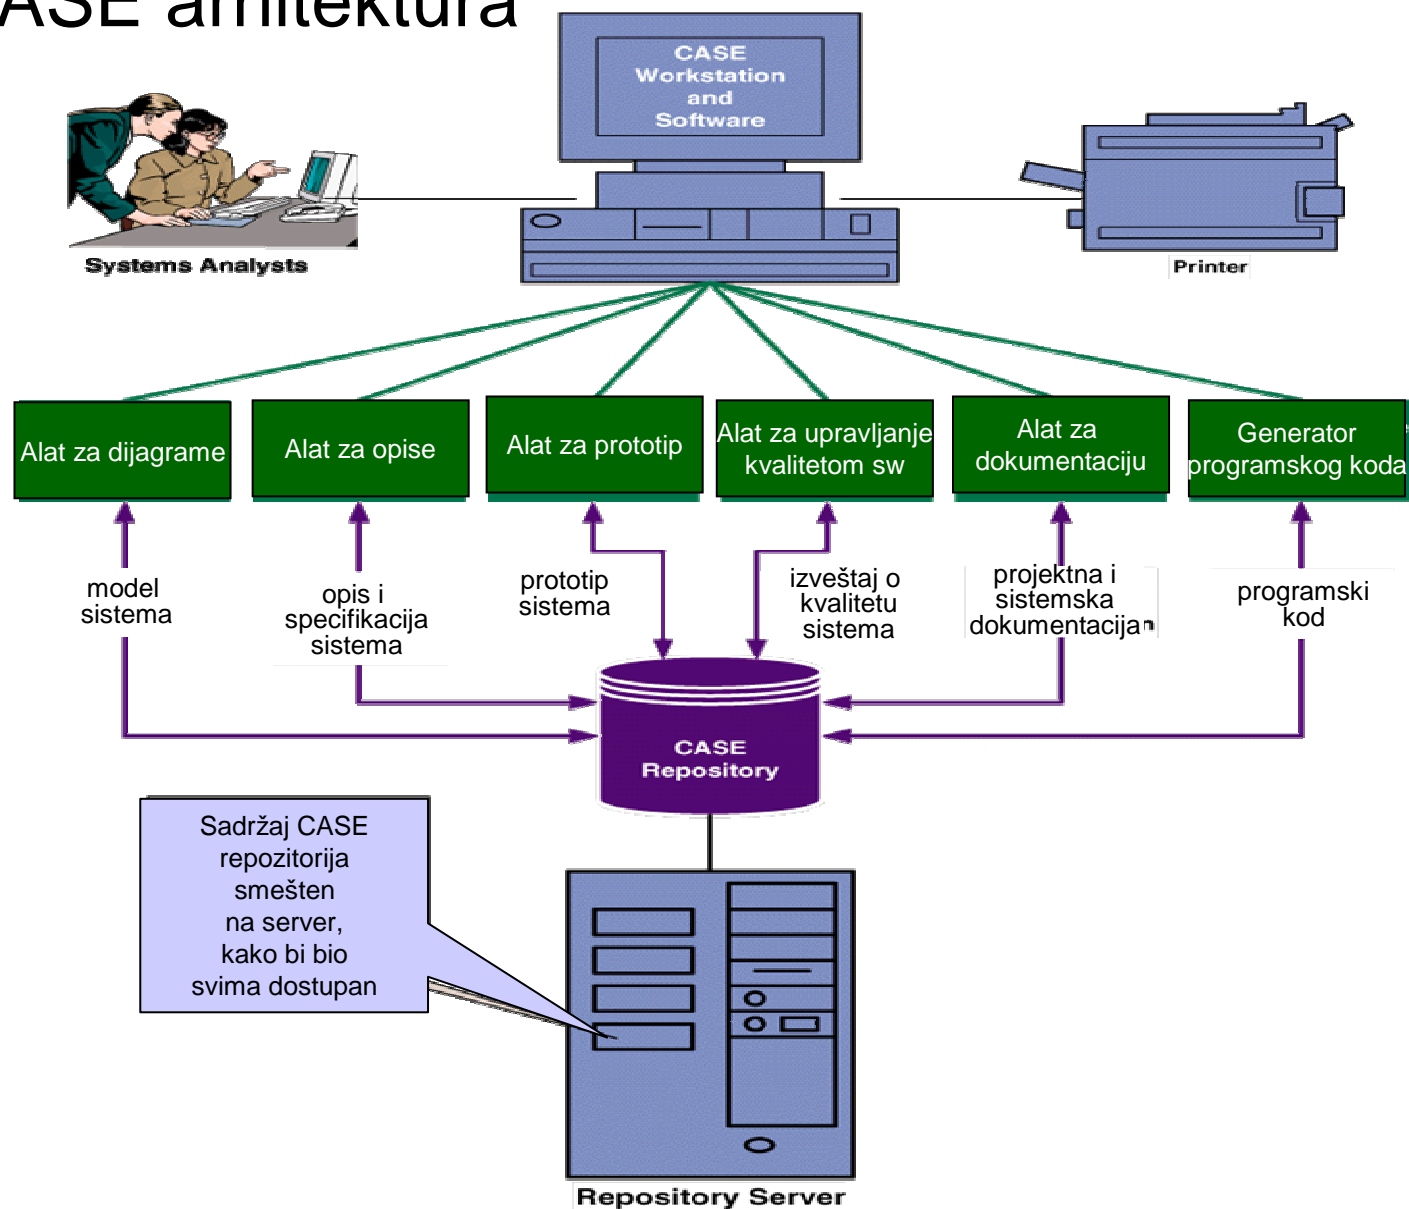 ASE arhitektura
CASE
Workstation
and
Software
Systems Analysts
Printer
Alat za dijagrame
Alat za opise
Alat za prototip
Alat za upravljanje
kvalitetom sw
Alat za
dokumentaciju
Generator
programskog koda
model
sistema
opis i
specifikacija
sistema
prototip
sistema
izveštaj o
kvalitetu
sistema
projektna i
sistemska
dokumentacija
programski
kod
CASE
Repository
Sadržaj CASE
repozitorija
smešten
na server,
kako bi bio
svima dostupan
Repository Server